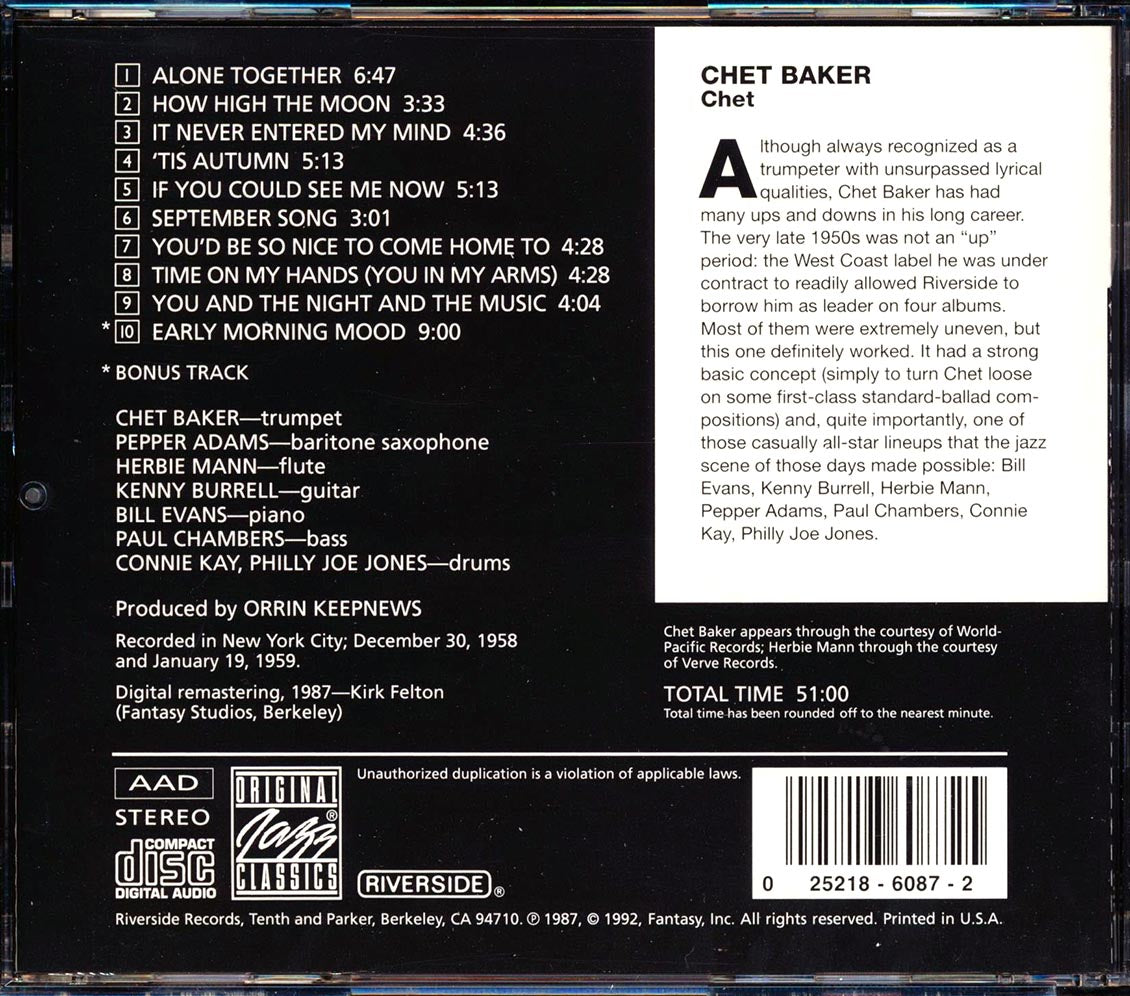 1 ALONE TOGETHER 6:47
2 HOW HIGH THE MOON 3:33
3 IT NEVER ENTERED MY MIND 4:36
4 'TIS AUTUMN 5:13
5 IF YOU COULD SEE ME NOW 5:13
6 SEPTEMBER SONG 3:01
7 YOU'D BE SO NICE TO COME HOME TO 4:28
8 TIME ON MY HANDS (YOU IN MY ARMS) 4:28
9 YOU AND THE NIGHT AND THE MUSIC 4:04
* 10 EARLY MORNING MOOD 9:00
* BONUS TRACK
CHET BAKER—trumpet
PEPPER ADAMS—baritone saxophone
HERBIE MANN—flute
KENNY BURRELL—guitar
BILL EVANS—piano
PAUL CHAMBERS—bass
CONNIE KAY, PHILLY JOE JONES—drums
Produced by ORRIN KEEPNEWS
Recorded in New York City; December 30, 1958
and January 19, 1959.
Digital remastering, 1987—Kirk Felton
(Fantasy Studios, Berkeley)
CHET BAKER
Chet
Although always recognized as a
trumpeter with unsurpassed lyrical
qualities, Chet Baker has had
many ups and downs in his long career.
The very late 1950s was not an “up”
period: the West Coast label he was under
contract to readily allowed Riverside to
borrow him as leader on four albums.
Most of them were extremely uneven, but
this one definitely worked. It had a strong
basic concept (simply to turn Chet loose
on some first-class standard-ballad com-
positions) and, quite importantly, one of
those casually all-star lineups that the jazz
scene of those days made possible: Bill
Evans, Kenny Burrell, Herbie Mann,
Pepper Adams, Paul Chambers, Connie
Kay, Philly Joe Jones.
Chet Baker appears through the courtesy of World-
Pacific Records; Herbie Mann through the courtesy
of Verve Records.
TOTAL TIME 51:00
Total time has been rounded off to the nearest minute.
AAD
STEREO
COMPACT
disc
DIGITAL AUDIO
ORIGINAL
Jazz®
CLASSICS
Unauthorized duplication is a violation of applicable laws.
RIVERSIDE®
0 25218 - 6087 - 2
Riverside Records, Tenth and Parker, Berkeley, CA 94710. ℗ 1987, © 1992, Fantasy, Inc. All rights reserved. Printed in U.S.A.